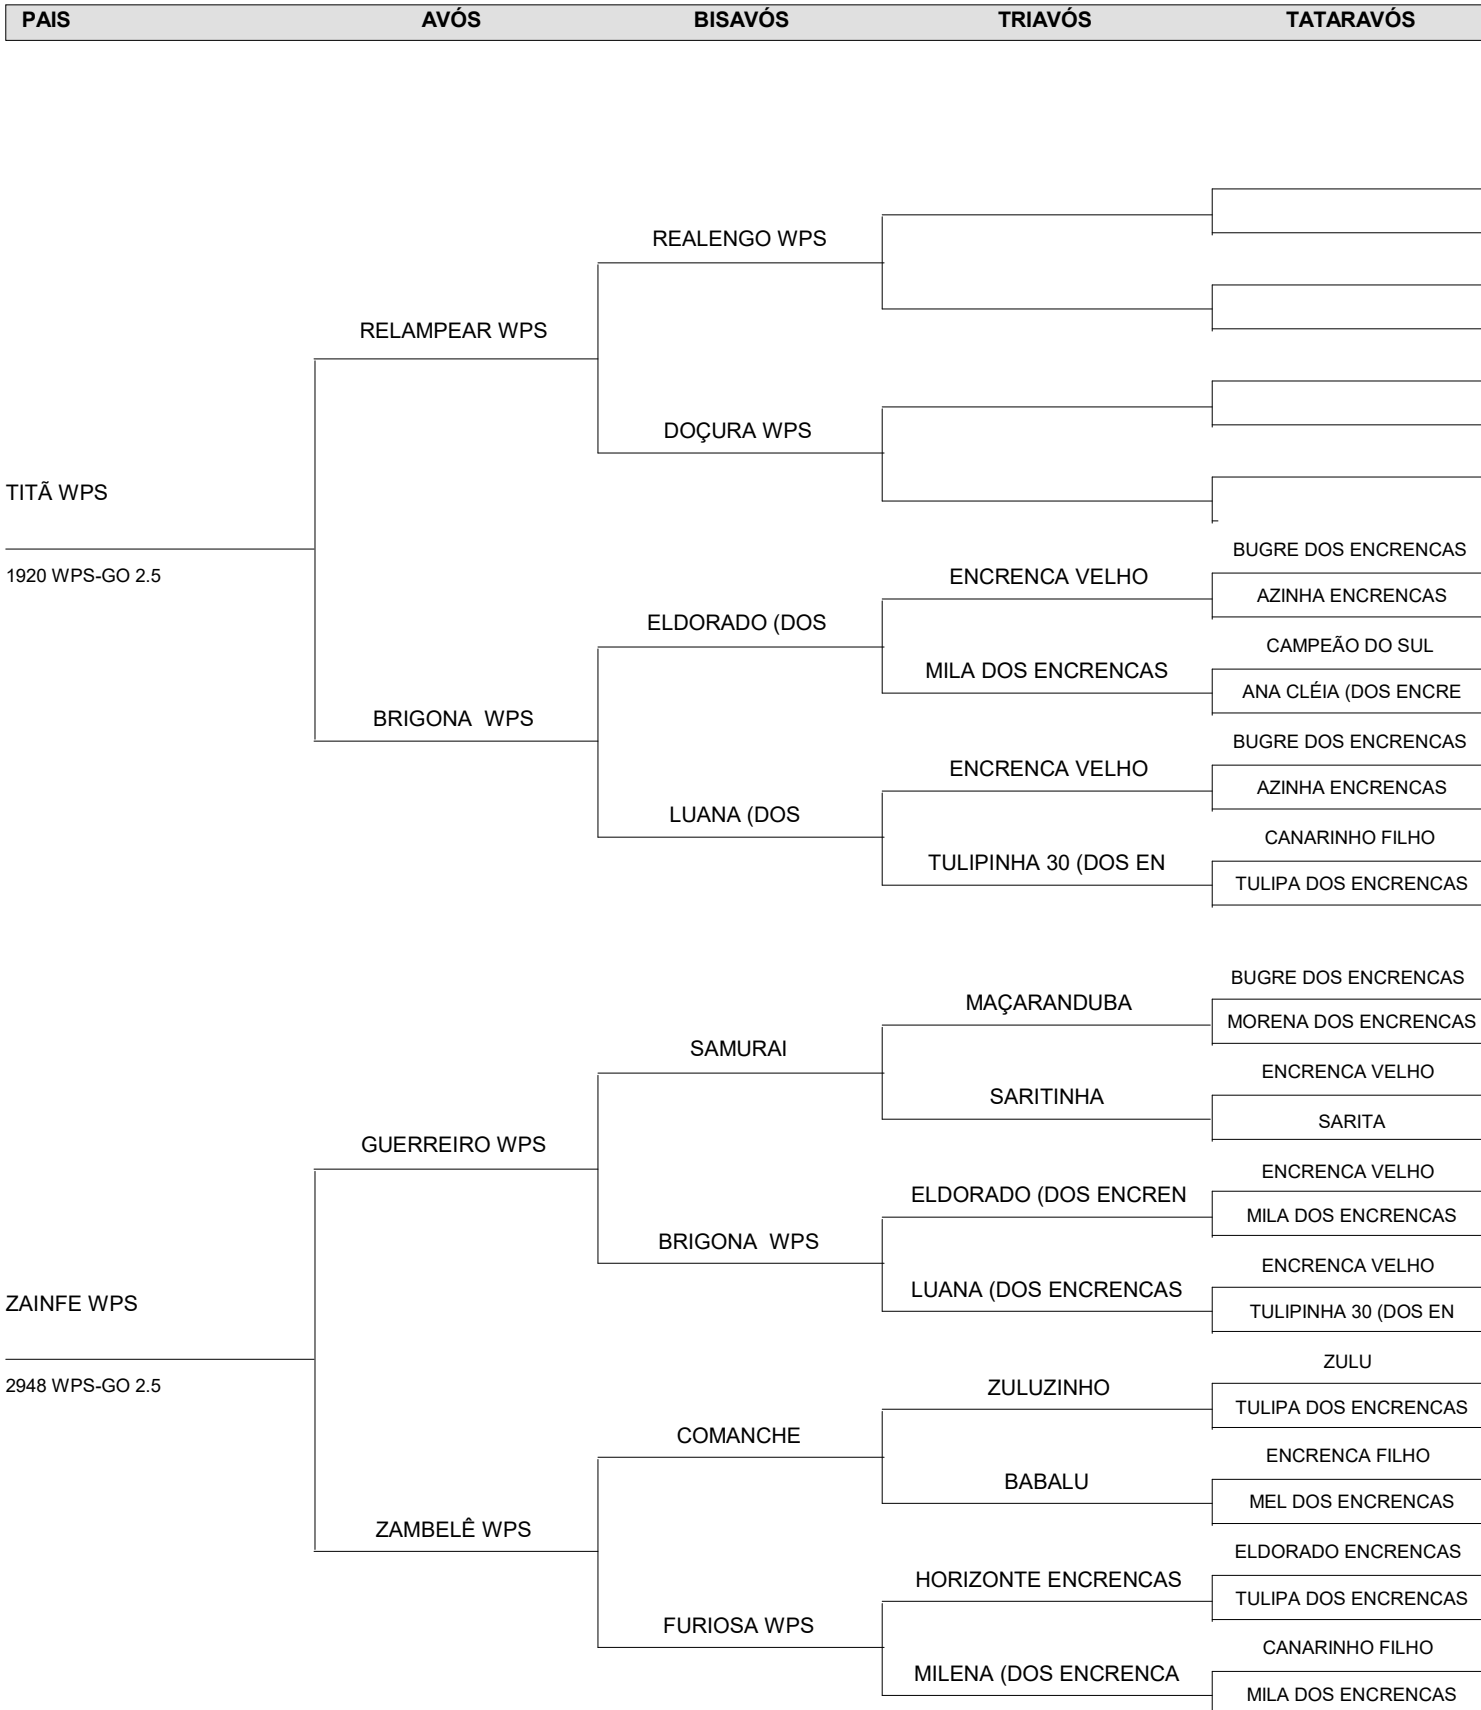 PAIS AVÓS BISAVÓS TRIAVÓS TATARAVÓS
REALENGO WPS
RELAMPEAR WPS
DOÇURA WPS
TITÃ WPS
1920 WPS-GO 2.5
BUGRE DOS ENCRENCAS
ENCRENCA VELHO
AZINHA ENCRENCAS
ELDORADO (DOS
CAMPEÃO DO SUL
MILA DOS ENCRENCAS
ANA CLÉIA (DOS ENCRE
BRIGONA  WPS
BUGRE DOS ENCRENCAS
ENCRENCA VELHO
AZINHA ENCRENCAS
LUANA (DOS
CANARINHO FILHO
TULIPINHA 30 (DOS EN
TULIPA DOS ENCRENCAS
BUGRE DOS ENCRENCAS
MAÇARANDUBA
MORENA DOS ENCRENCAS
SAMURAI
ENCRENCA VELHO
SARITINHA
SARITA
GUERREIRO WPS
ENCRENCA VELHO
ELDORADO (DOS ENCREN
MILA DOS ENCRENCAS
BRIGONA  WPS
ENCRENCA VELHO
LUANA (DOS ENCRENCAS
TULIPINHA 30 (DOS EN
ZAINFE WPS
2948 WPS-GO 2.5
ZULU
ZULUZINHO
TULIPA DOS ENCRENCAS
COMANCHE
ENCRENCA FILHO
BABALU
MEL DOS ENCRENCAS
ZAMBELÊ WPS
ELDORADO ENCRENCAS
HORIZONTE ENCRENCAS
TULIPA DOS ENCRENCAS
FURIOSA WPS
CANARINHO FILHO
MILENA (DOS ENCRENCA
MILA DOS ENCRENCAS